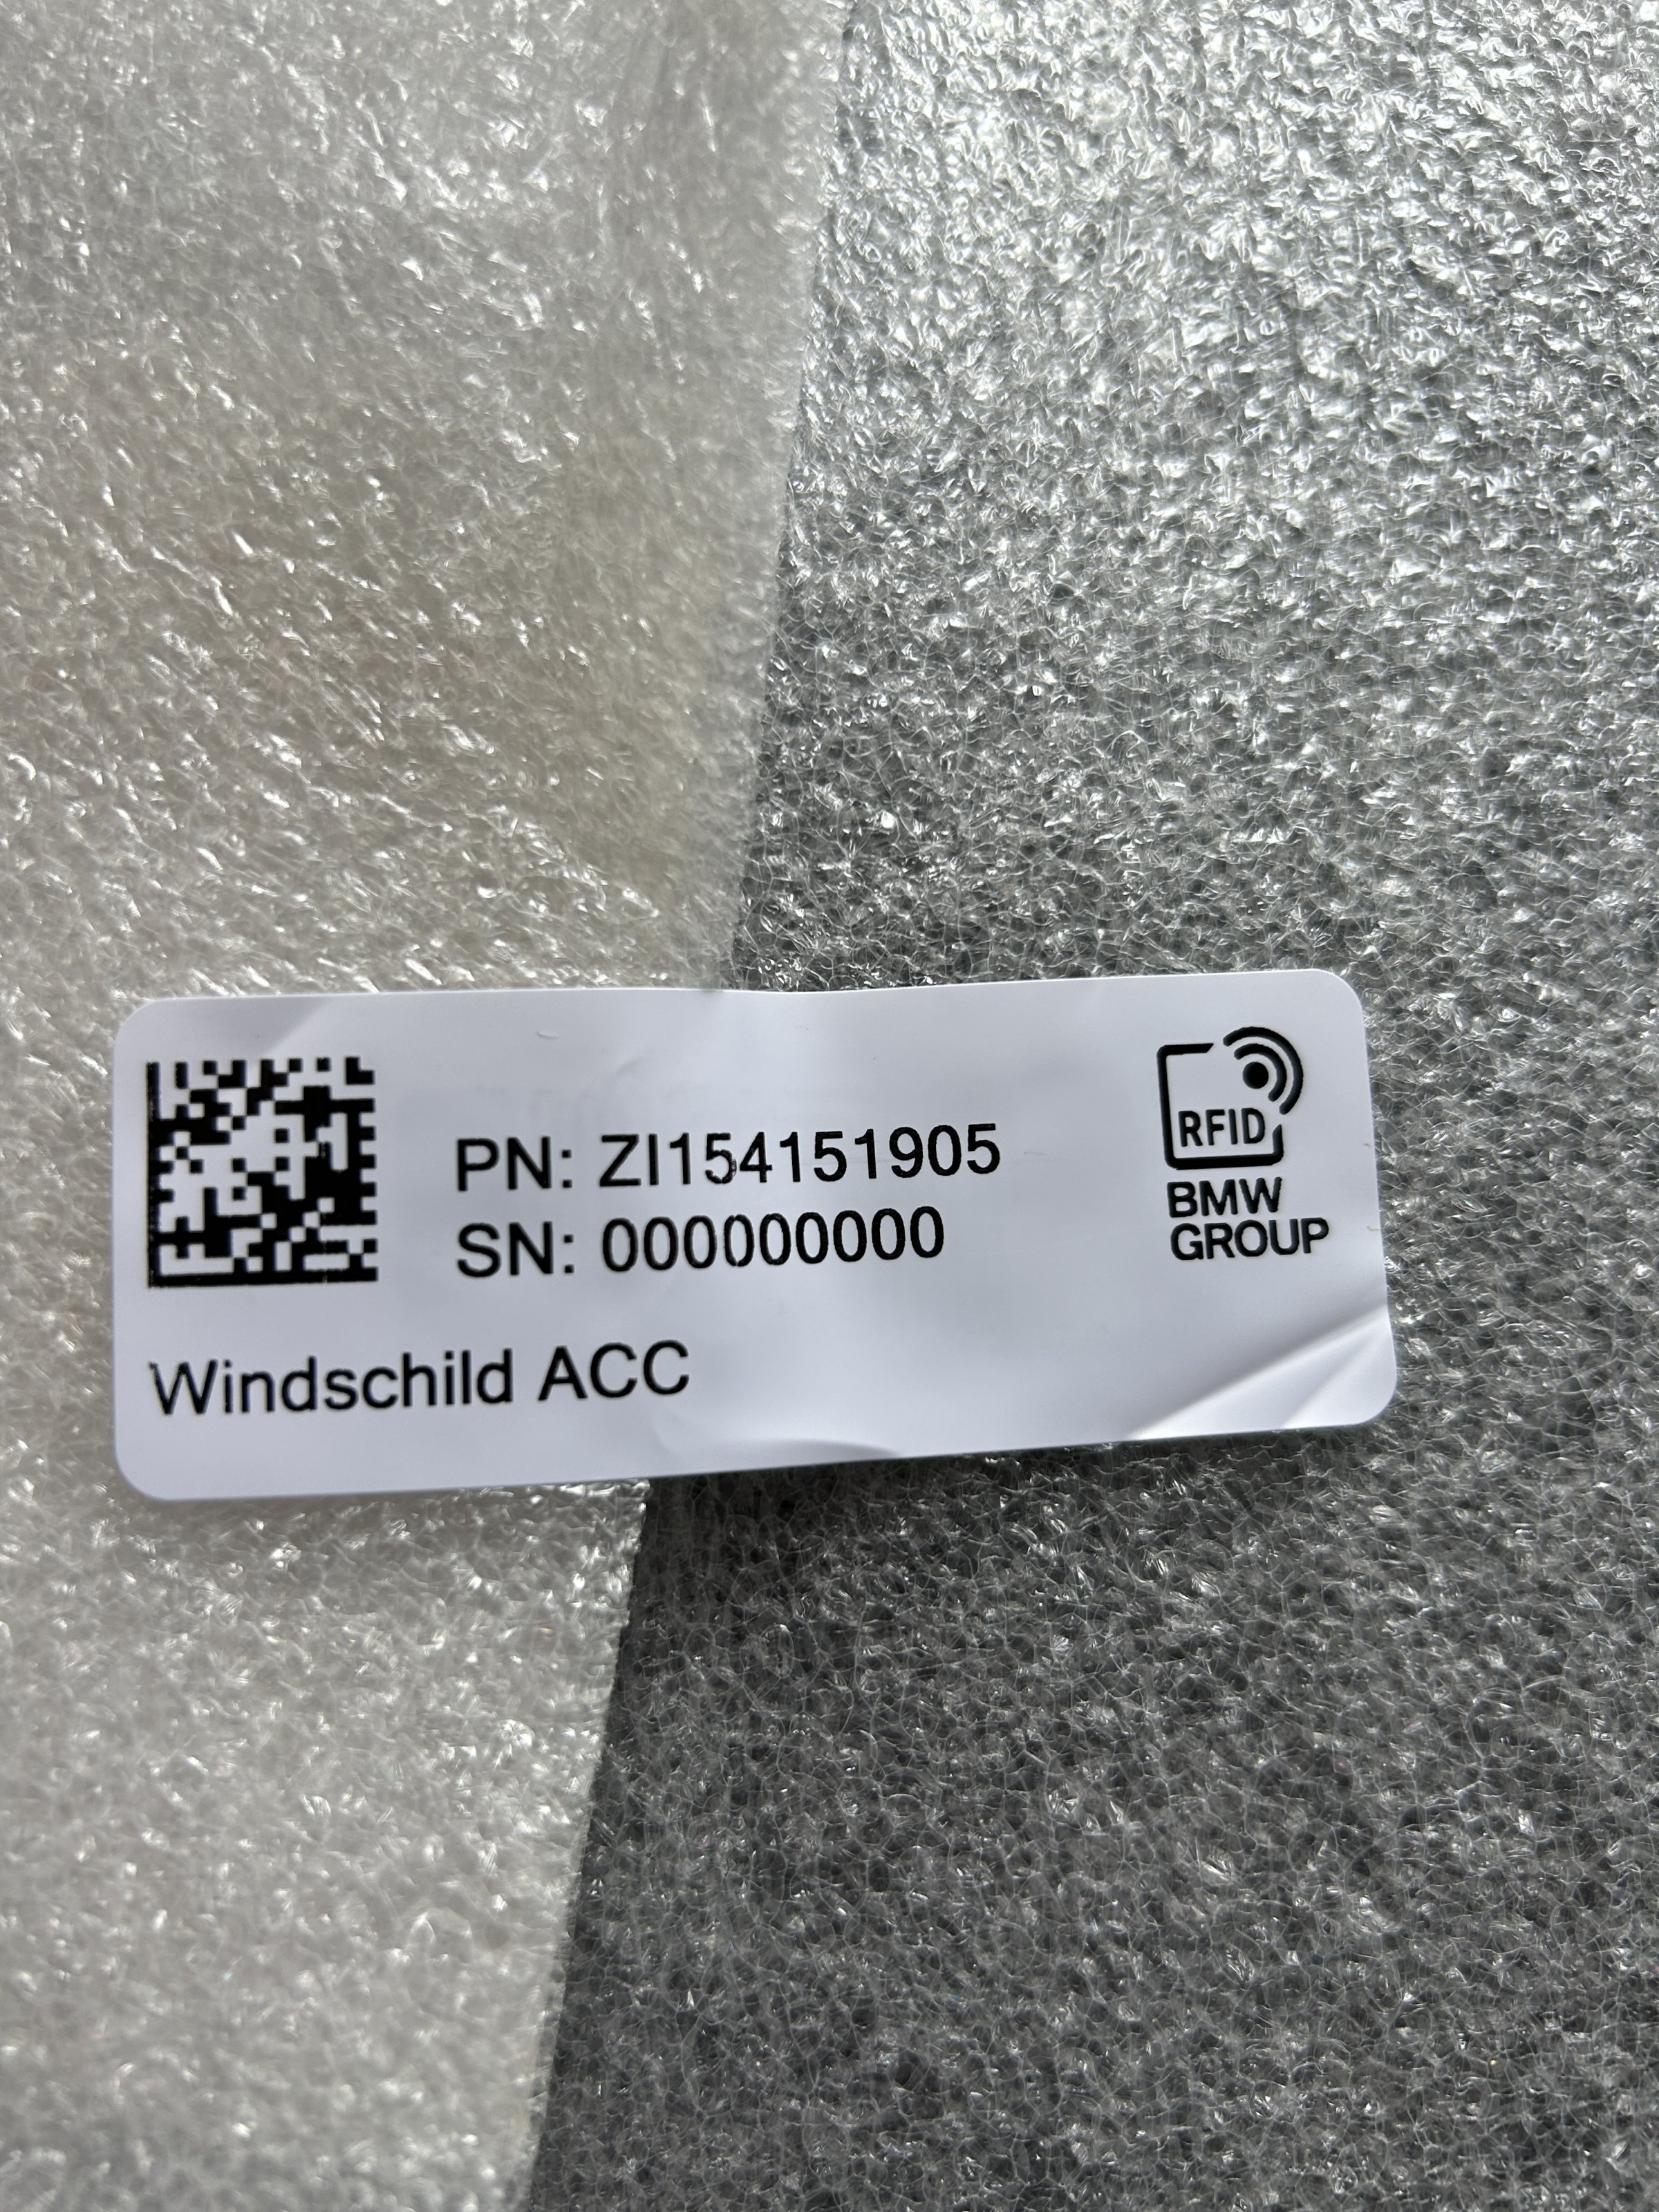 PN: ZI154151905
SN: 000000000
Windschild ACC
RFID
BMW
GROUP